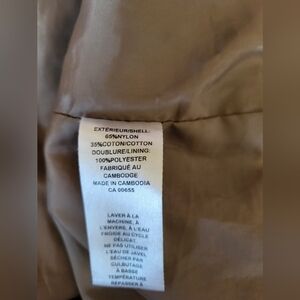 EXTÉRIEUR/SHELL:
65%NYLON
35%COTON/COTTON
DOUBLURE/LINING:
100%POLYESTER
FABRIQUÉ AU
CAMBODGE
MADE IN CAMBODIA
CA 00655
LAVER À LA
MACHINE, À
L'ENVERS, À L'EAU
FROIDE AU CYCLE
DÉLICAT.
NE PAS UTILISER
L'EAU DE JAVEL
SÉCHER PAR
CULBUTAGE
À BASSE
TEMPÉRATURE
REPASSER À